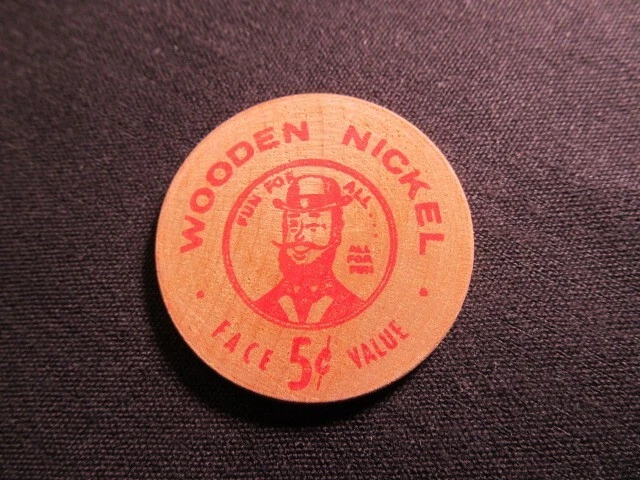 WOODEN NICKEL
FUN FOR ALL....
ALL
FOR
FUN!
FACE 5¢ VALUE